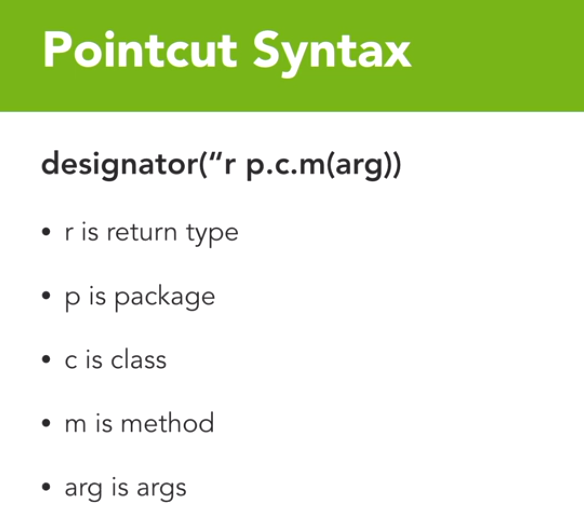 Pointcut Syntax
designator(“r p.c.m(arg))
• r is return type
• p is package
• c is class
• m is method
• arg is args